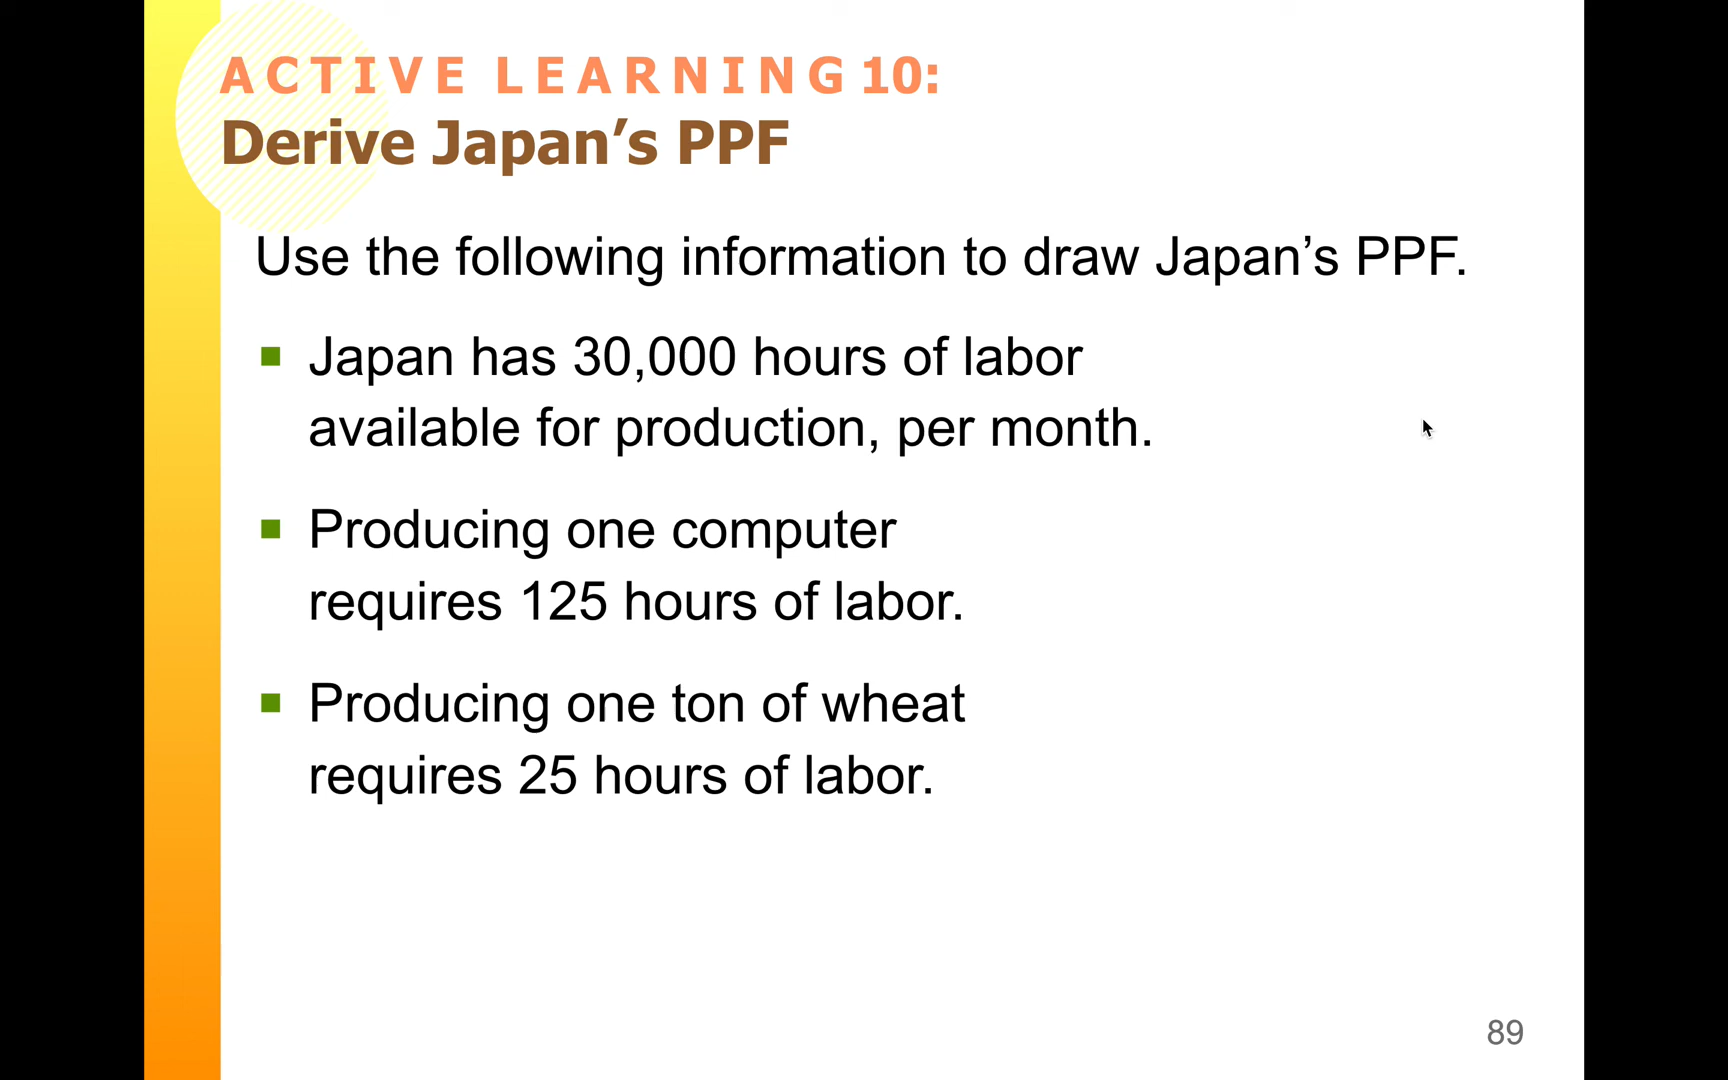 ACTIVE LEARNING 10:
Derive Japan’s PPF
Use the following information to draw Japan’s PPF.
Japan has 30,000 hours of labor
available for production, per month.
Producing one computer
requires 125 hours of labor.
Producing one ton of wheat
requires 25 hours of labor.
89